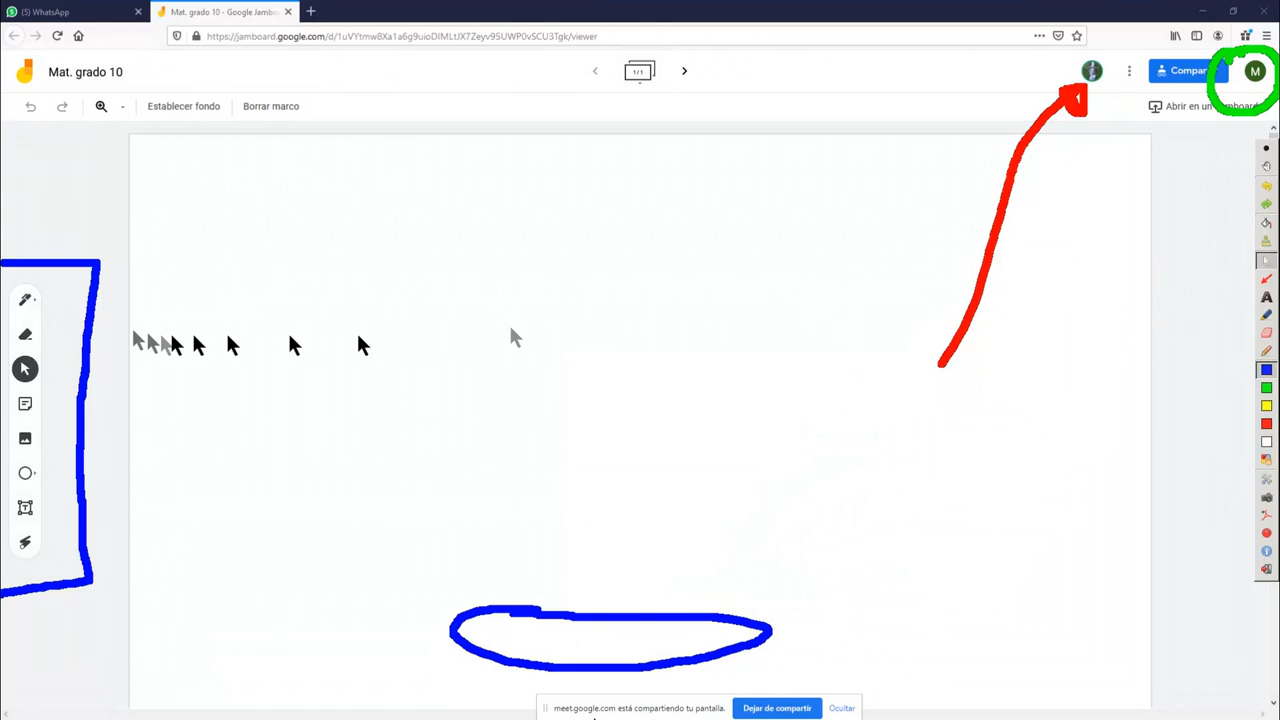 (5) WhatsApp
Mat. grado 10 - Google Jambo
https://jamboard.google.com/d/1uVYtmw8Xa1a6g9uioDIMLtJX7Zeyv95UWP0vSCU3Tgk/viewer
Mat. grado 10
1/1
Compar
M
Establecer fondo
Borrar marco
Abrir en un Jamboard
A
T
meet.google.com está compartiendo tu pantalla.
Dejar de compartir
Ocultar